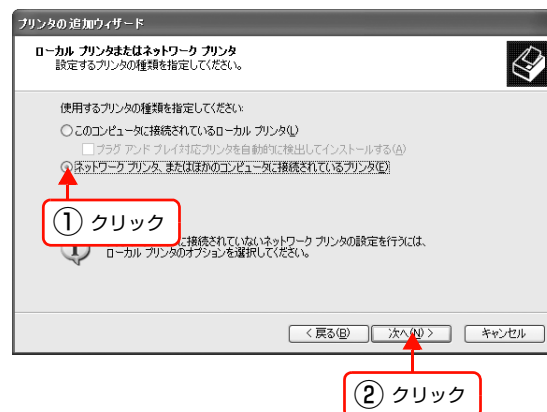 プリンタの追加ウィザード
ローカル プリンタまたはネットワーク プリンタ
設定するプリンタの種類を指定してください。
使用するプリンタの種類を指定してください:
このコンピュータに接続されているローカル プリンタ(L)
プラグ アンド プレイ対応プリンタを自動的に検出してインストールする(A)
ネットワーク プリンタ、またはほかのコンピュータに接続されているプリンタ(E)
① クリック
に接続されていないネットワーク プリンタの設定を行うには、
ローカル プリンタのオプションを選択してください。
< 戻る(B) 次へ(N) > キャンセル
② クリック